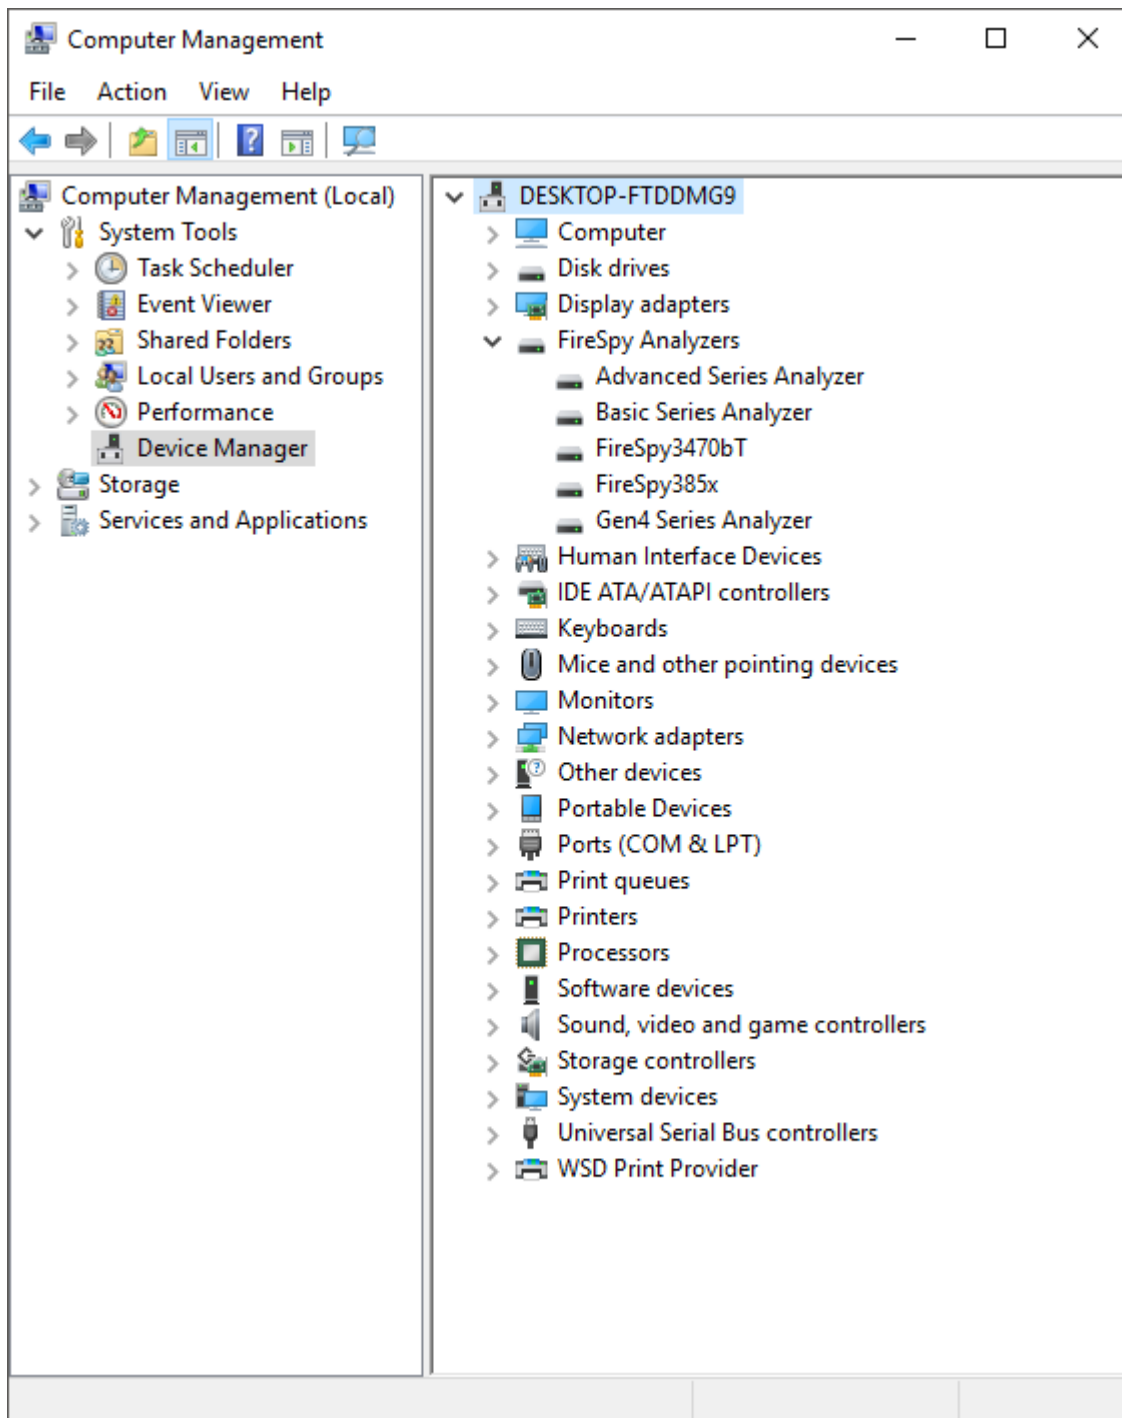 Computer Management
File Action View Help
Computer Management (Local)
System Tools
Task Scheduler
Event Viewer
Shared Folders
Local Users and Groups
Performance
Device Manager
Storage
Services and Applications
DESKTOP-FTDDMG9
Computer
Disk drives
Display adapters
FireSpy Analyzers
Advanced Series Analyzer
Basic Series Analyzer
FireSpy3470bT
FireSpy385x
Gen4 Series Analyzer
Human Interface Devices
IDE ATA/ATAPI controllers
Keyboards
Mice and other pointing devices
Monitors
Network adapters
Other devices
Portable Devices
Ports (COM & LPT)
Print queues
Printers
Processors
Software devices
Sound, video and game controllers
Storage controllers
System devices
Universal Serial Bus controllers
WSD Print Provider